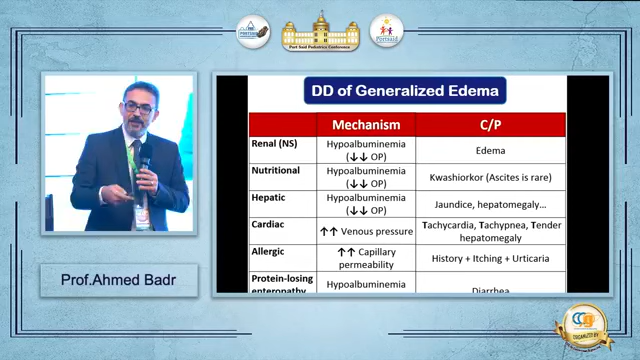 Port Said Pediatrics Conference
DD of Generalized Edema
Mechanism
C/P
Renal (NS)
Hypoalbuminemia
(↓↓ OP)
Edema
Nutritional
Hypoalbuminemia
(↓↓ OP)
Kwashiorkor (Ascites is rare)
Hepatic
Hypoalbuminemia
(↓↓ OP)
Jaundice, hepatomegaly...
Cardiac
↑↑ Venous pressure
Tachycardia, Tachypnea, Tender
hepatomegaly
Allergic
↑↑ Capillary
permeability
History + Itching + Urticaria
Protein-losing
enteropathy
Hypoalbuminemia
Diarrhea
Prof.Ahmed Badr